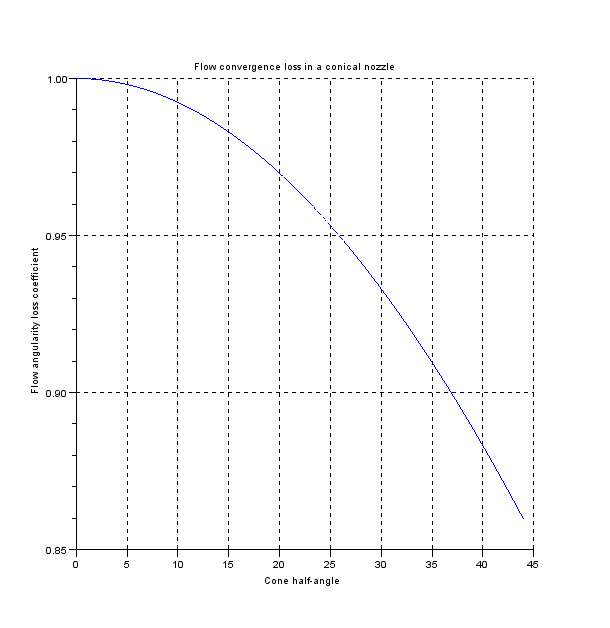 Flow convergence loss in a conical nozzle
1.00
0.95
0.90
0.85
Flow angularity loss coefficient
0 5 10 15 20 25 30 35 40 45
Cone half-angle